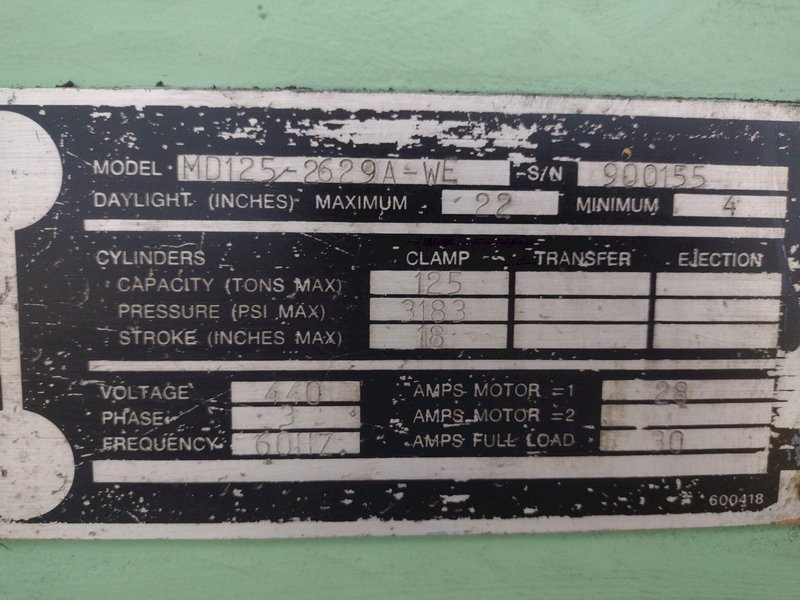 MODEL MD125-2629A-WE S/N 900155
DAYLIGHT (INCHES) MAXIMUM 22 MINIMUM 4
CYLINDERS CLAMP TRANSFER EJECTION
CAPACITY (TONS MAX) 125
PRESSURE (PSI MAX) 3183
STROKE (INCHES MAX) 18
VOLTAGE 440 AMPS MOTOR =1 28
PHASE 3 AMPS MOTOR =2
FREQUENCY 60HZ. AMPS FULL LOAD 30
600418